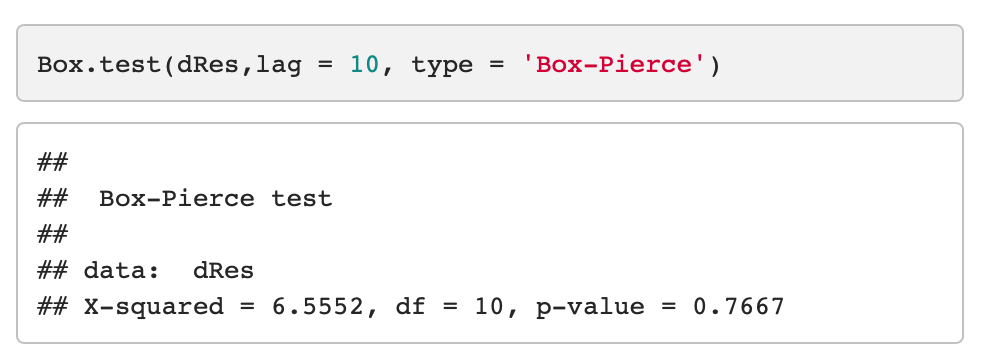 Box.test(dRes,lag = 10, type = 'Box-Pierce')
##
##  Box-Pierce test
##
## data:  dRes
## X-squared = 6.5552, df = 10, p-value = 0.7667